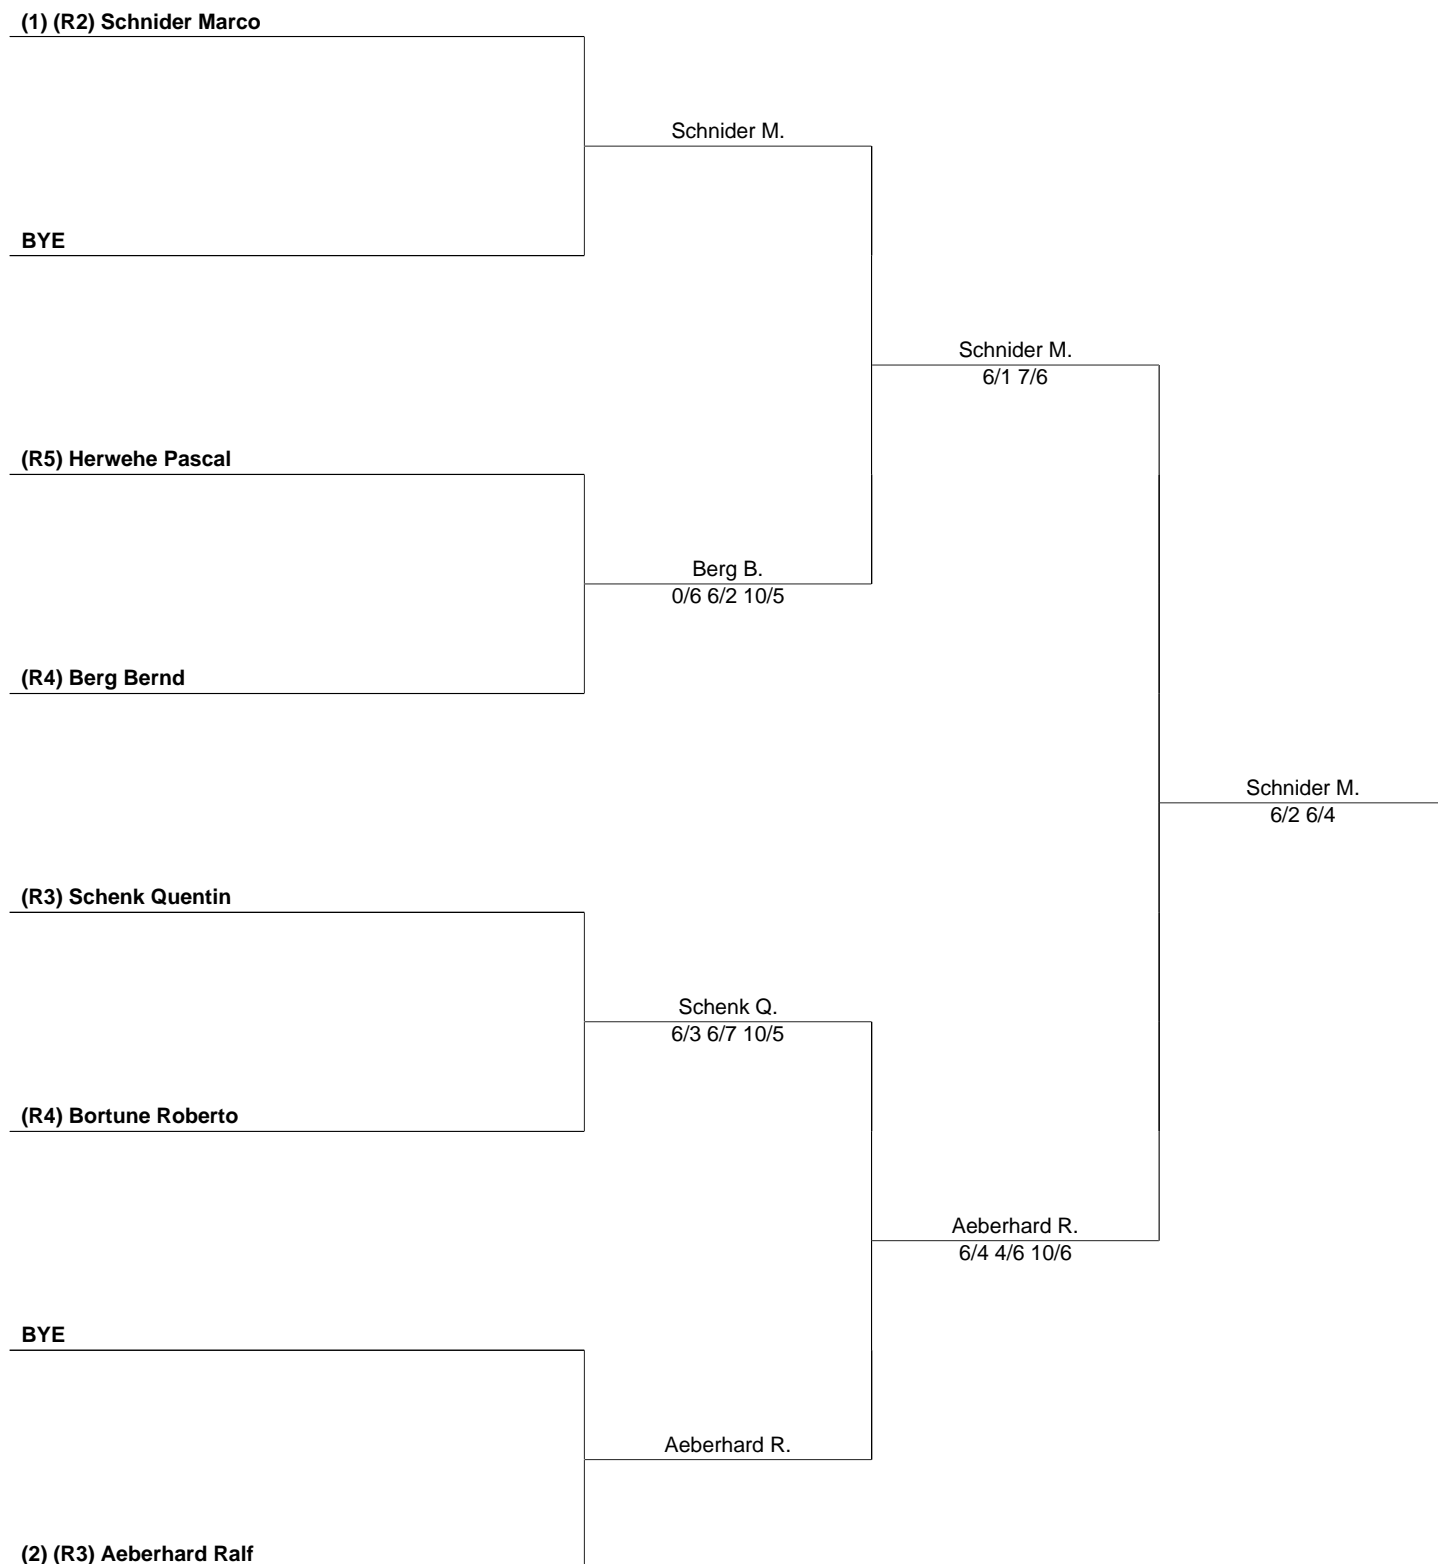 (1) (R2) Schnider Marco
Schnider M.
BYE
Schnider M.
6/1 7/6
(R5) Herwehe Pascal
Berg B.
0/6 6/2 10/5
(R4) Berg Bernd
Schnider M.
6/2 6/4
(R3) Schenk Quentin
Schenk Q.
6/3 6/7 10/5
(R4) Bortune Roberto
Aeberhard R.
6/4 4/6 10/6
BYE
Aeberhard R.
(2) (R3) Aeberhard Ralf